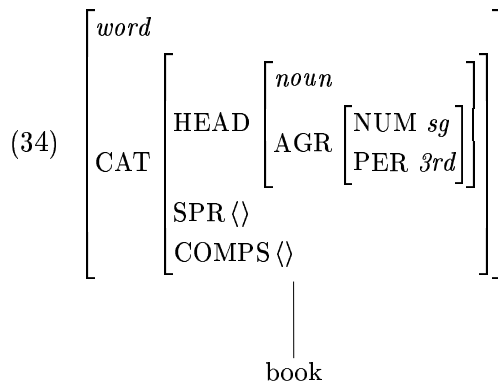 word
noun
HEAD
NUM sg
(34)
AGR
CAT
PER 3rd
SPR ⟨⟩
COMPS ⟨⟩
book